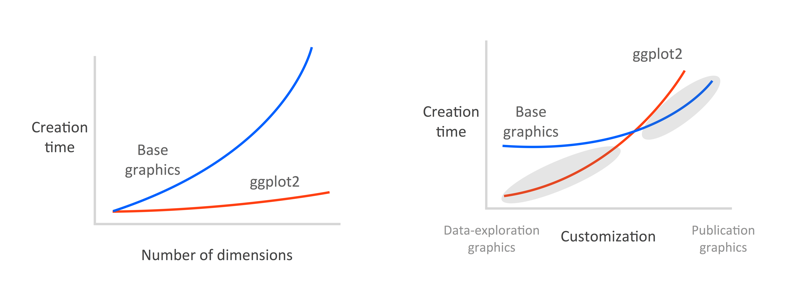 Creation
time
Base
graphics
ggplot2
Number of dimensions
ggplot2
Creation
time
Base
graphics
Data-exploration
graphics
Customization
Publication
graphics